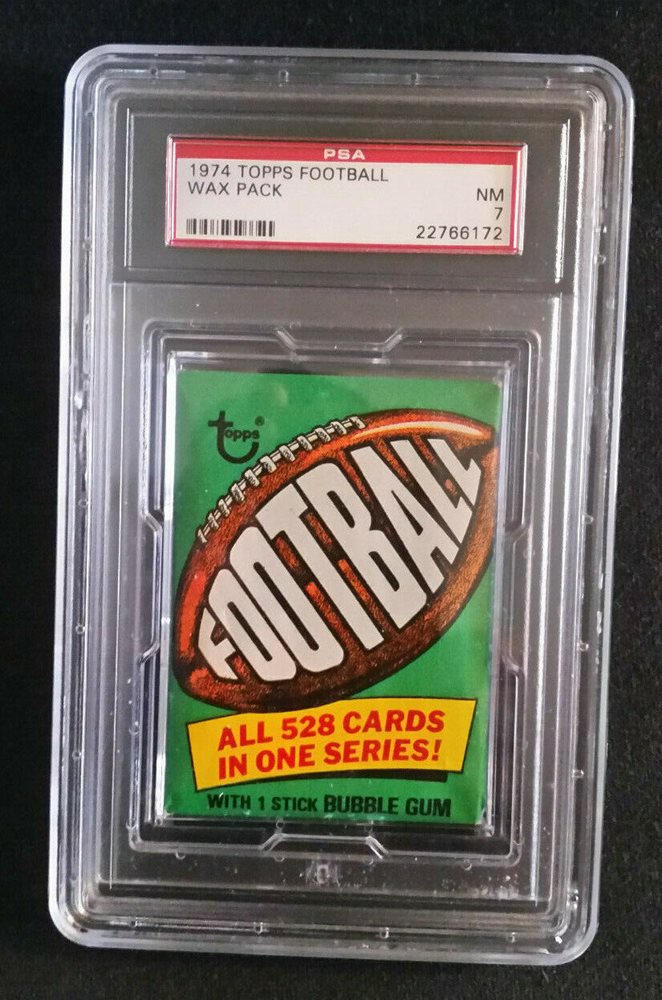 PSA
1974 TOPPS FOOTBALL
WAX PACK
NM
7
22766172
topps®
FOOTBALL
ALL 528 CARDS
IN ONE SERIES!
WITH 1 STICK BUBBLE GUM